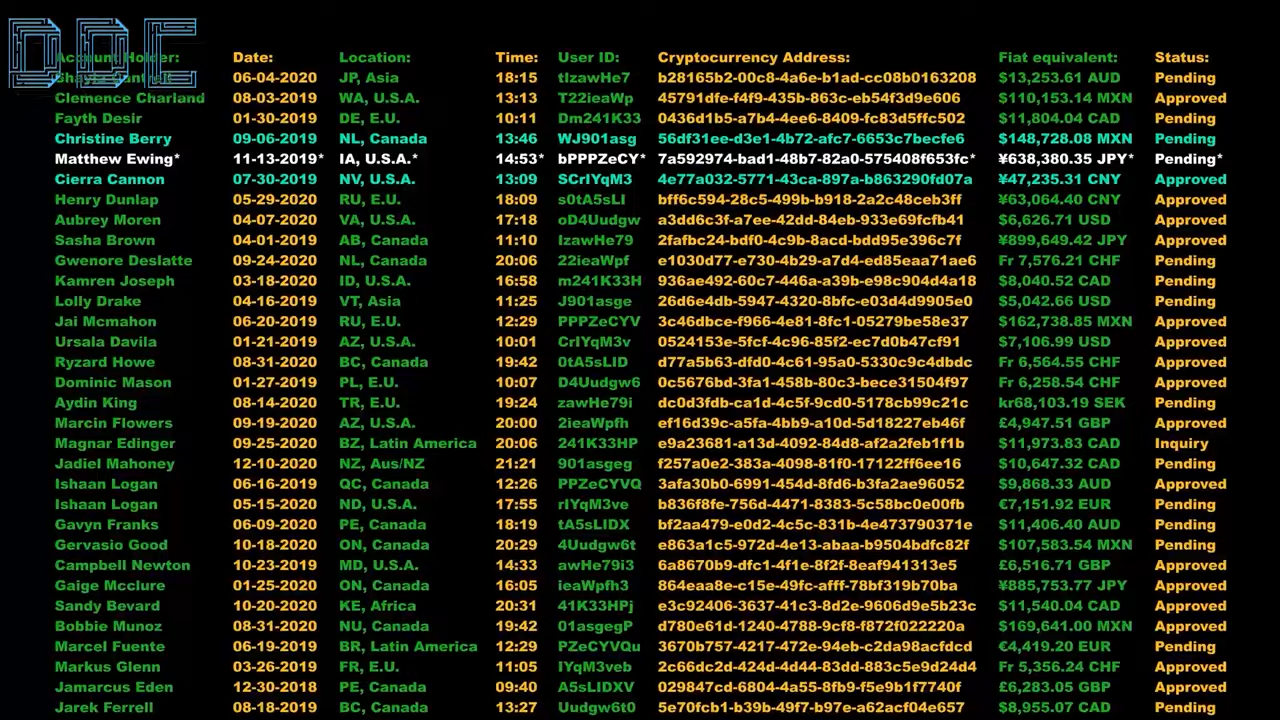 DDC
Account Holder: Date: Location: Time: User ID: Cryptocurrency Address: Fiat equivalent: Status:
06-04-2020 JP, Asia 18:15 tIzawHe7 b28165b2-00c8-4a6e-b1ad-cc08b0163208 $13,253.61 AUD Pending
Clemence Charland 08-03-2019 WA, U.S.A. 13:13 T22ieaWp 45791dfe-f4f9-435b-863c-eb54f3d9e606 $110,153.14 MXN Approved
Fayth Desir 01-30-2019 DE, E.U. 10:11 Dm241K33 0436d1b5-a7b4-4ee6-8409-fc83d5ffc502 $11,804.04 CAD Pending
Christine Berry 09-06-2019 NL, Canada 13:46 WJ901asg 56df31ee-d3e1-4b72-afc7-6653c7becfe6 $148,728.08 MXN Pending
Matthew Ewing* 11-13-2019* IA, U.S.A.* 14:53* bPPPZeCY* 7a592974-bad1-48b7-82a0-575408f653fc* ¥638,380.35 JPY* Pending*
Cierra Cannon 07-30-2019 NV, U.S.A. 13:09 SCrIYqM3 4e77a032-5771-43ca-897a-b863290fd07a ¥47,235.31 CNY Approved
Henry Dunlap 05-29-2020 RU, E.U. 18:09 s0tA5sLI bff6c594-28c5-499b-b918-2a2c48ceb3ff ¥63,064.40 CNY Approved
Aubrey Moren 04-07-2020 VA, U.S.A. 17:18 oD4Uudgw a3dd6c3f-a7ee-42dd-84eb-933e69fcfb41 $6,626.71 USD Approved
Sasha Brown 04-01-2019 AB, Canada 11:10 IzawHe79 2fafbc24-bdf0-4c9b-8acd-bdd95e396c7f ¥899,649.42 JPY Approved
Gwenore Deslatte 09-24-2020 NL, Canada 20:06 22ieaWpf e1030d77-e730-4b29-a7d4-ed85eaa71ae6 Fr 7,576.21 CHF Pending
Kamren Joseph 03-18-2020 ID, U.S.A. 16:58 m241K33H 936ae492-60c7-446a-a39b-e98c904d4a18 $8,040.52 CAD Pending
Lolly Drake 04-16-2019 VT, Asia 11:25 J901asge 26d6e4db-5947-4320-8bfc-e03d4d9905e0 $5,042.66 USD Pending
Jai Mcmahon 06-20-2019 RU, E.U. 12:29 PPPZeCYV 3c46dbce-f966-4e81-8fc1-05279be58e37 $162,738.85 MXN Approved
Ursala Davila 01-21-2019 AZ, U.S.A. 10:01 CrIYqM3v 0524153e-5fcf-4c96-85f2-ec7d0b47cf91 $7,106.99 USD Approved
Ryzard Howe 08-31-2020 BC, Canada 19:42 0tA5sLID d77a5b63-dfd0-4c61-95a0-5330c9c4dbdc Fr 6,564.55 CHF Approved
Dominic Mason 01-27-2019 PL, E.U. 10:07 D4Uudgw6 0c5676bd-3fa1-458b-80c3-bece31504f97 Fr 6,258.54 CHF Approved
Aydin King 08-14-2020 TR, E.U. 19:24 zawHe79i dc0d3fdb-ca1d-4c5f-9cd0-5178cb99c21c kr68,103.19 SEK Pending
Marcin Flowers 09-19-2020 AZ, U.S.A. 20:00 2ieaWpfh ef16d39c-a5fa-4bb9-a10d-5d18227eb46f £4,947.51 GBP Approved
Magnar Edinger 09-25-2020 BZ, Latin America 20:06 241K33HP e9a23681-a13d-4092-84d8-af2a2feb1f1b $11,973.83 CAD Inquiry
Jadiel Mahoney 12-10-2020 NZ, Aus/NZ 21:21 901asgeg f257a0e2-383a-4098-81f0-17122ff6ee16 $10,647.32 CAD Pending
Ishaan Logan 06-16-2019 QC, Canada 12:26 PPZeCYVQ 3afa30b0-6991-454d-8fd6-b3fa2ae96052 $9,868.33 AUD Pending
Ishaan Logan 05-15-2020 ND, U.S.A. 17:55 rIYqM3ve b836f8fe-756d-4471-8383-5c58bc0e00fb €7,151.92 EUR Pending
Gavyn Franks 06-09-2020 PE, Canada 18:19 tA5sLIDX bf2aa479-e0d2-4c5c-831b-4e473790371e $11,406.40 AUD Pending
Gervasio Good 10-18-2020 ON, Canada 20:29 4Uudgw6t e863a1c5-972d-4e13-abaa-b9504bdfc82f $107,583.54 MXN Pending
Campbell Newton 10-23-2019 MD, U.S.A. 14:33 awHe79i3 6a8670b9-dfc1-4f1e-8f2f-8eaf941313e5 £6,516.71 GBP Approved
Gaige Mcclure 01-25-2020 ON, Canada 16:05 ieaWpfh3 864eaa8e-c15e-49fc-afff-78bf319b70ba ¥885,753.77 JPY Approved
Sandy Bevard 10-20-2020 KE, Africa 20:31 41K33HPj e3c92406-3637-41c3-8d2e-9606d9e5b23c $11,540.04 CAD Approved
Bobbie Munoz 08-31-2020 NU, Canada 19:42 01asgegP d780e61d-1240-4788-9cf8-f872f022220a $169,641.00 MXN Approved
Marcel Fuente 06-19-2019 BR, Latin America 12:29 PZeCYVQu 3670b757-4217-472e-94eb-c2da98acfdcd €4,419.20 EUR Pending
Markus Glenn 03-26-2019 FR, E.U. 11:05 IYqM3veb 2c66dc2d-424d-4d44-83dd-883c5e9d24d4 Fr 5,356.24 CHF Approved
Jamarcus Eden 12-30-2018 PE, Canada 09:40 A5sLIDXV 029847cd-6804-4a55-8fb9-f5e9b1f7740f £6,283.05 GBP Approved
Jarek Ferrell 08-18-2019 BC, Canada 13:27 Uudgw6t0 5e70fcb1-b39b-49f7-b97e-a62acf04e657 $8,955.07 CAD Pending